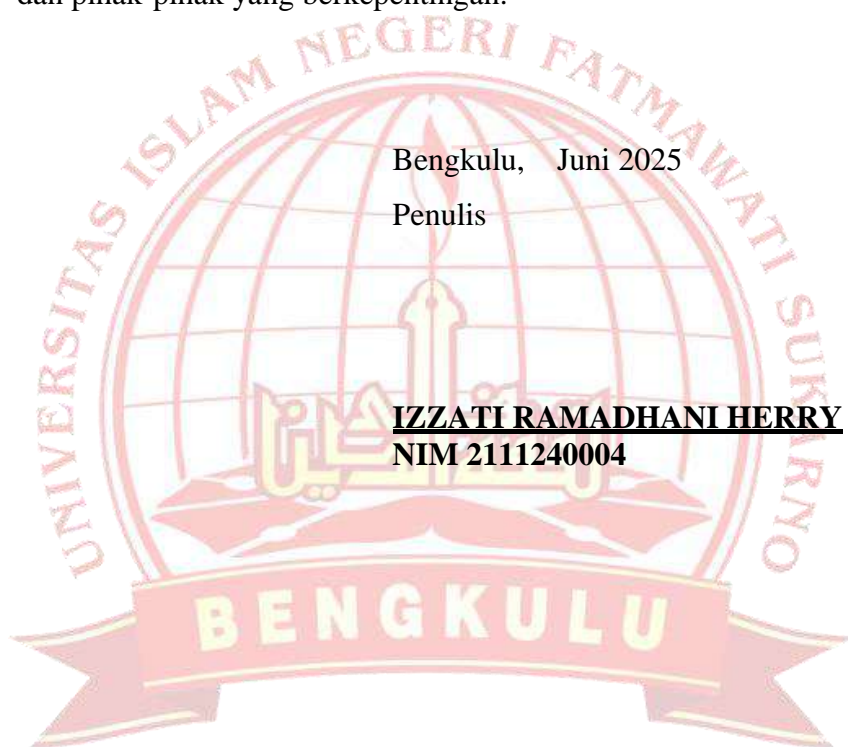 dan pihak-pihak yang berkepentingan.
UNIVERSITAS ISLAM NEGERI FATMAWATI SUKARNO
Bengkulu, Juni 2025
Penulis
IZZATI RAMADHANI HERRY
NIM 2111240004
BENGKULU